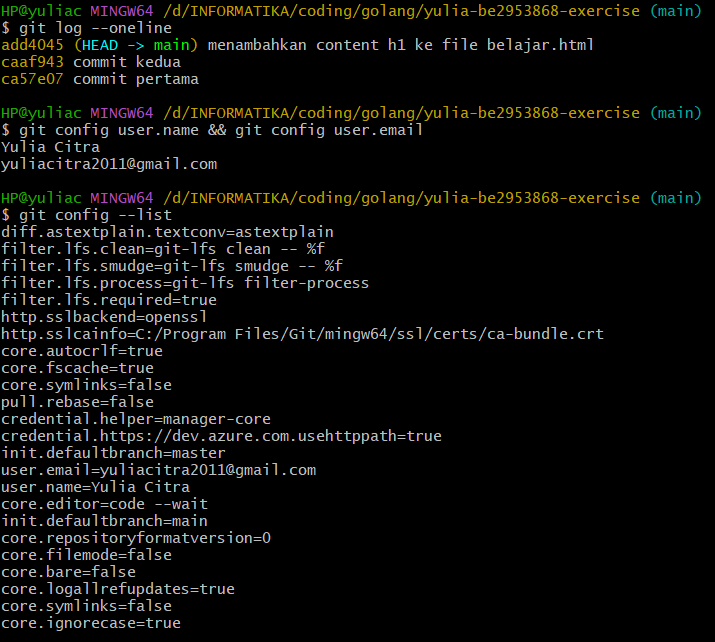 HP@yuliac MINGW64 /d/INFORMATIKA/coding/golang/yulia-be2953868-exercise (main)
$ git log --oneline
add4045 (HEAD -> main) menambahkan content h1 ke file belajar.html
caaf943 commit kedua
ca57e07 commit pertama
HP@yuliac MINGW64 /d/INFORMATIKA/coding/golang/yulia-be2953868-exercise (main)
$ git config user.name && git config user.email
Yulia Citra
yuliacitra2011@gmail.com
HP@yuliac MINGW64 /d/INFORMATIKA/coding/golang/yulia-be2953868-exercise (main)
$ git config --list
diff.astextplain.textconv=astextplain
filter.lfs.clean=git-lfs clean -- %f
filter.lfs.smudge=git-lfs smudge -- %f
filter.lfs.process=git-lfs filter-process
filter.lfs.required=true
http.sslbackend=openssl
http.sslcainfo=C:/Program Files/Git/mingw64/ssl/certs/ca-bundle.crt
core.autocrlf=true
core.fscache=true
core.symlinks=false
pull.rebase=false
credential.helper=manager-core
credential.https://dev.azure.com.usehttppath=true
init.defaultbranch=master
user.email=yuliacitra2011@gmail.com
user.name=Yulia Citra
core.editor=code --wait
init.defaultbranch=main
core.repositoryformatversion=0
core.filemode=false
core.bare=false
core.logallrefupdates=true
core.symlinks=false
core.ignorecase=true